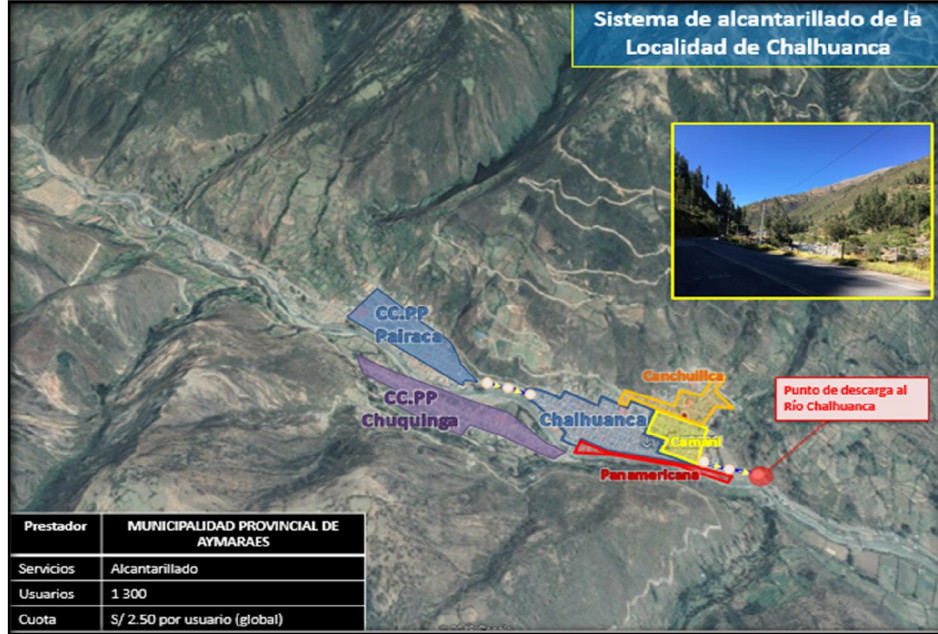 Sistema de alcantarillado de la
Localidad de Chalhuanca
CC.PP
Pairaca
CC.PP
Chuquinga
Chalhuanca
Canchuillca
Camani
Panamericana
Punto de descarga al
Río Chalhuanca
Prestador MUNICIPALIDAD PROVINCIAL DE
AYMARAES
Servicios Alcantarillado
Usuarios 1 300
Cuota S/ 2.50 por usuario (global)